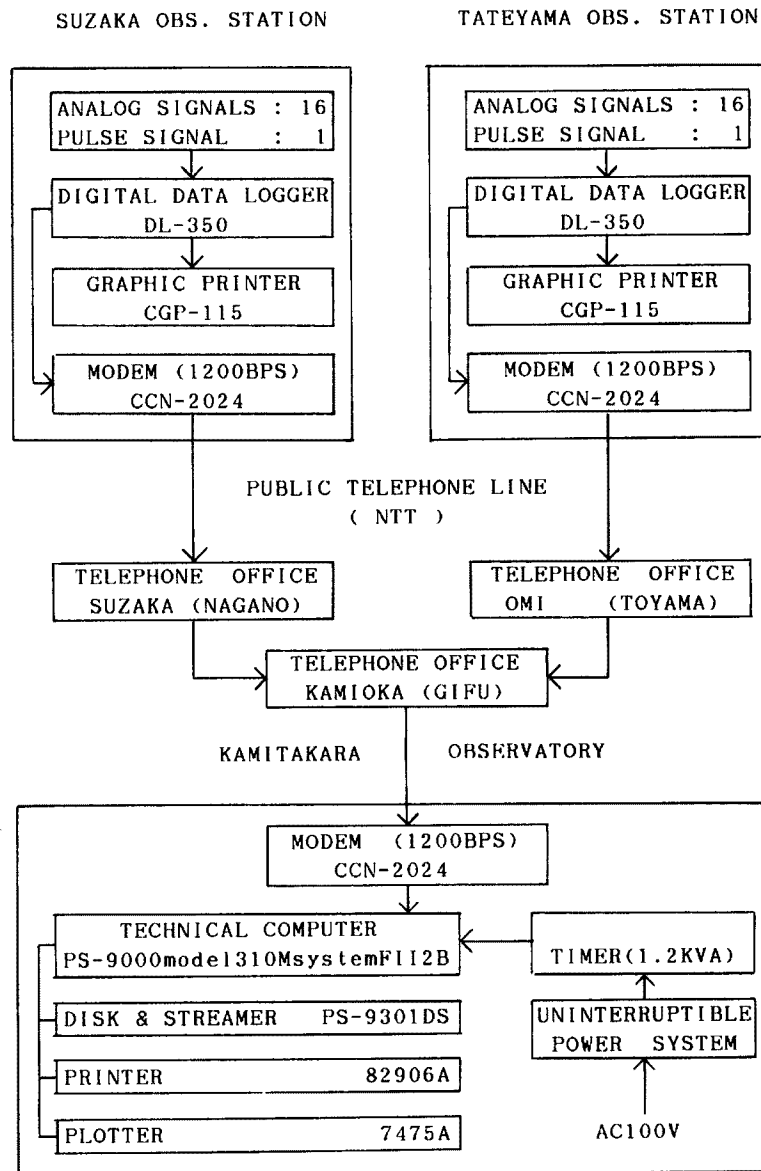 SUZAKA OBS. STATION
TATEYAMA OBS. STATION
ANALOG SIGNALS : 16
PULSE SIGNAL : 1
DIGITAL DATA LOGGER
DL-350
GRAPHIC PRINTER
CGP-115
MODEM (1200BPS)
CCN-2024
ANALOG SIGNALS : 16
PULSE SIGNAL : 1
DIGITAL DATA LOGGER
DL-350
GRAPHIC PRINTER
CGP-115
MODEM (1200BPS)
CCN-2024
PUBLIC TELEPHONE LINE
( NTT )
TELEPHONE OFFICE
SUZAKA (NAGANO)
TELEPHONE OFFICE
OMI (TOYAMA)
TELEPHONE OFFICE
KAMIOKA (GIFU)
KAMITAKARA OBSERVATORY
MODEM (1200BPS)
CCN-2024
TECHNICAL COMPUTER
PS-9000model310MsystemFII2B
TIMER(1.2KVA)
DISK & STREAMER PS-9301DS
UNINTERRUPTIBLE
POWER SYSTEM
PRINTER 82906A
PLOTTER 7475A
AC100V